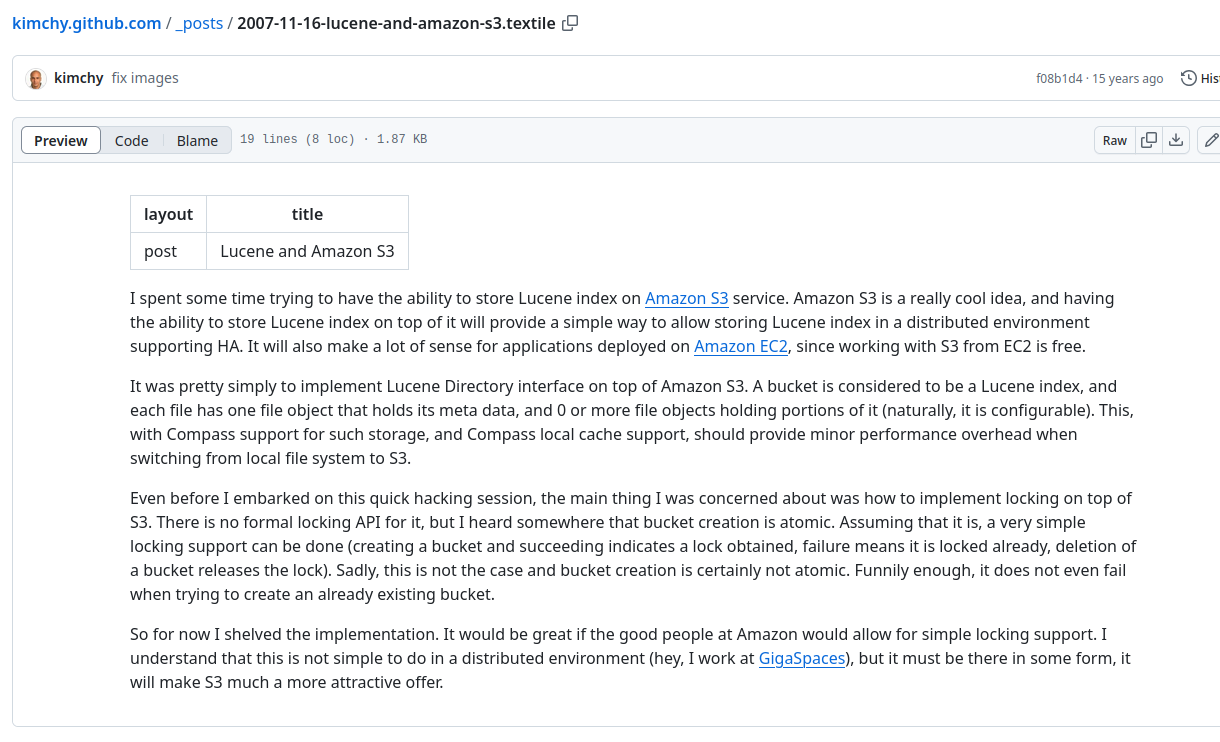 kimchy.github.com / _posts / 2007-11-16-lucene-and-amazon-s3.textile
kimchy fix images f08b1d4 · 15 years ago His
Preview Code Blame 19 lines (8 loc) · 1.87 KB Raw
layout title
post Lucene and Amazon S3
I spent some time trying to have the ability to store Lucene index on Amazon S3 service. Amazon S3 is a really cool idea, and having
the ability to store Lucene index on top of it will provide a simple way to allow storing Lucene index in a distributed environment
supporting HA. It will also make a lot of sense for applications deployed on Amazon EC2, since working with S3 from EC2 is free.
It was pretty simply to implement Lucene Directory interface on top of Amazon S3. A bucket is considered to be a Lucene index, and
each file has one file object that holds its meta data, and 0 or more file objects holding portions of it (naturally, it is configurable). This,
with Compass support for such storage, and Compass local cache support, should provide minor performance overhead when
switching from local file system to S3.
Even before I embarked on this quick hacking session, the main thing I was concerned about was how to implement locking on top of
S3. There is no formal locking API for it, but I heard somewhere that bucket creation is atomic. Assuming that it is, a very simple
locking support can be done (creating a bucket and succeeding indicates a lock obtained, failure means it is locked already, deletion of
a bucket releases the lock). Sadly, this is not the case and bucket creation is certainly not atomic. Funnily enough, it does not even fail
when trying to create an already existing bucket.
So for now I shelved the implementation. It would be great if the good people at Amazon would allow for simple locking support. I
understand that this is not simple to do in a distributed environment (hey, I work at GigaSpaces), but it must be there in some form, it
will make S3 much a more attractive offer.